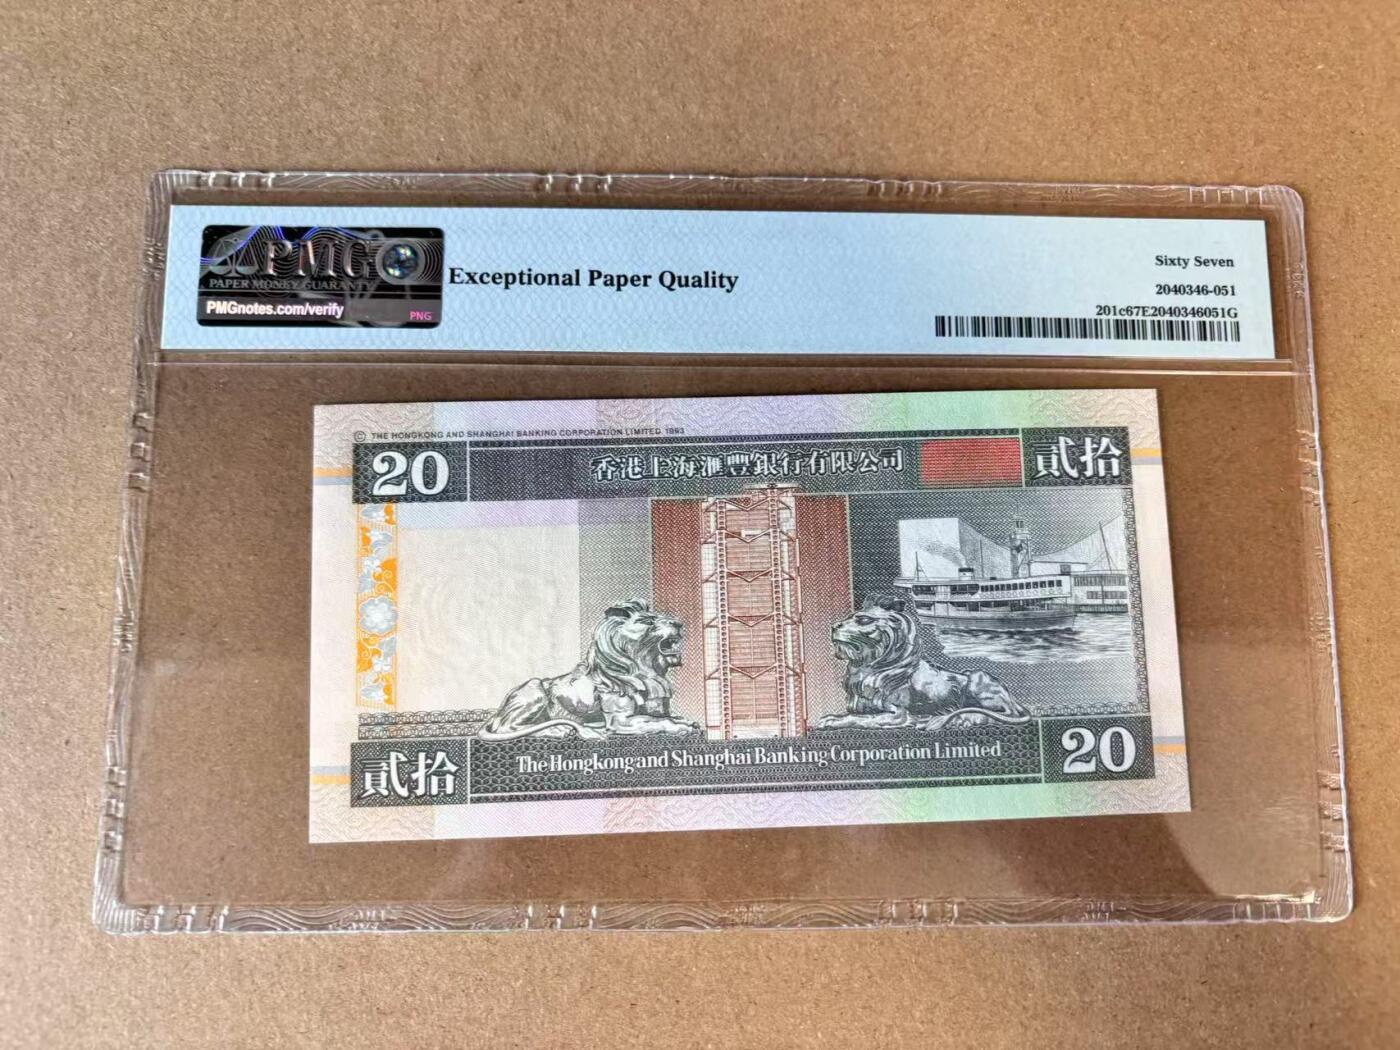 PMG
PAPER MONEY GUARANTY
PMGnotes.com/verify
PNG
Exceptional Paper Quality
Sixty Seven
2040346-051
201c67E2040346051G
© THE HONGKONG AND SHANGHAI BANKING CORPORATION LIMITED 1993
20
香港上海滙豐銀行有限公司
貳拾
貳拾
The Hongkong and Shanghai Banking Corporation Limited
20